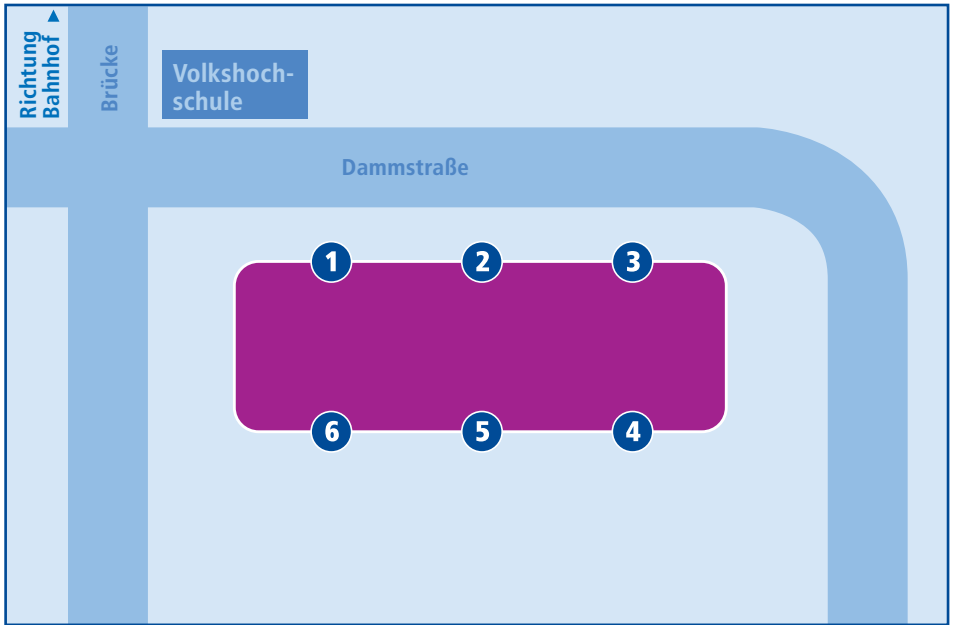 Richtung
Bahnhof ▲
Brücke
Volkshoch-
schule
Dammstraße
1
2
3
6
5
4